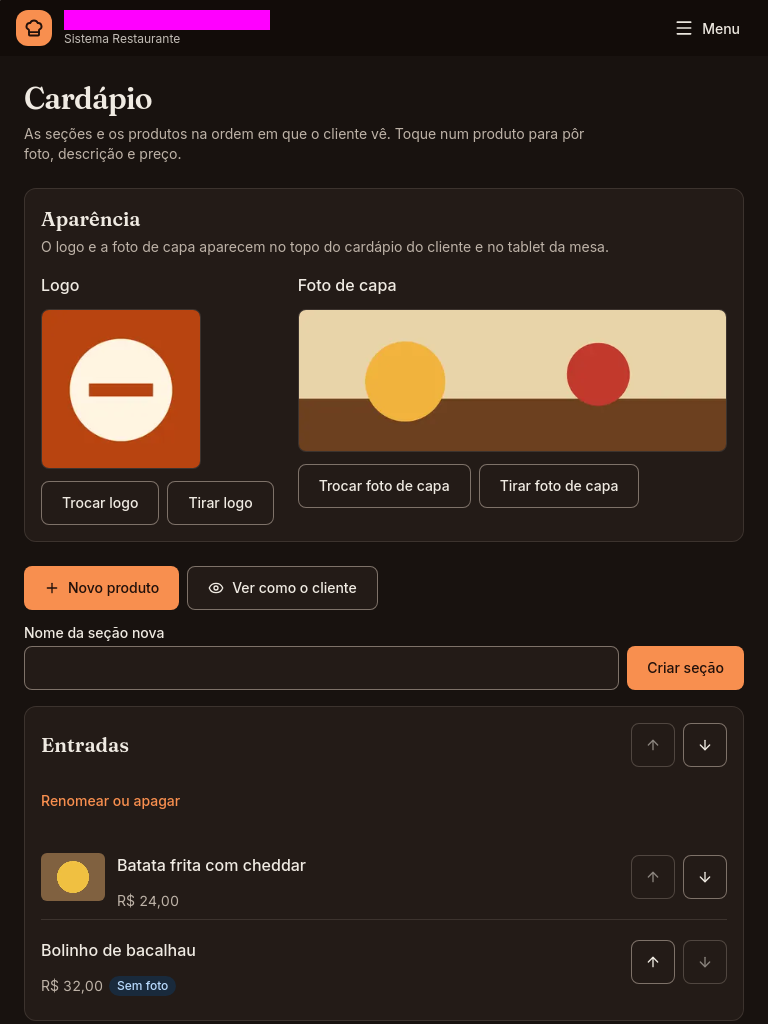 Sistema Restaurante
Menu
Cardápio
As seções e os produtos na ordem em que o cliente vê. Toque num produto para pôr
foto, descrição e preço.
Aparência
O logo e a foto de capa aparecem no topo do cardápio do cliente e no tablet da mesa.
Logo
Foto de capa
Trocar logo
Tirar logo
Trocar foto de capa
Tirar foto de capa
Novo produto
Ver como o cliente
Nome da seção nova
Criar seção
Entradas
Renomear ou apagar
Batata frita com cheddar
R$ 24,00
Bolinho de bacalhau
R$ 32,00 Sem foto